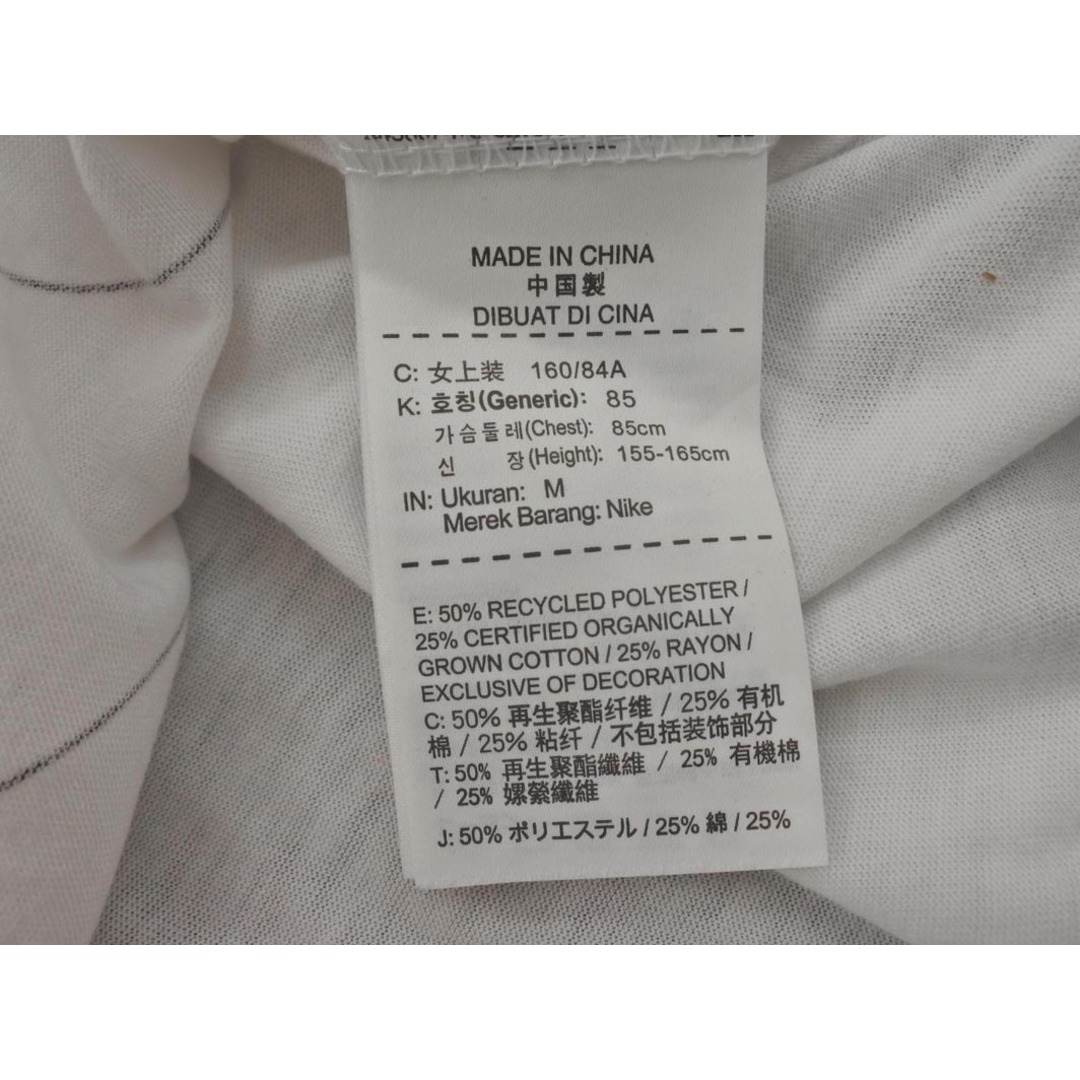 MADE IN CHINA
中国製
DIBUAT DI CINA
C: 女上装 160/84A
K: 호칭(Generic): 85
가슴둘레(Chest): 85cm
신 장(Height): 155-165cm
IN: Ukuran: M
Merek Barang: Nike
E: 50% RECYCLED POLYESTER /
25% CERTIFIED ORGANICALLY
GROWN COTTON / 25% RAYON /
EXCLUSIVE OF DECORATION
C: 50% 再生聚酯纤维 / 25% 有机
棉 / 25% 粘纤 / 不包括装饰部分
T: 50% 再生聚酯纖維 / 25% 有機棉
/ 25% 嫘縈纖維
J: 50% ポリエステル / 25% 綿 / 25%